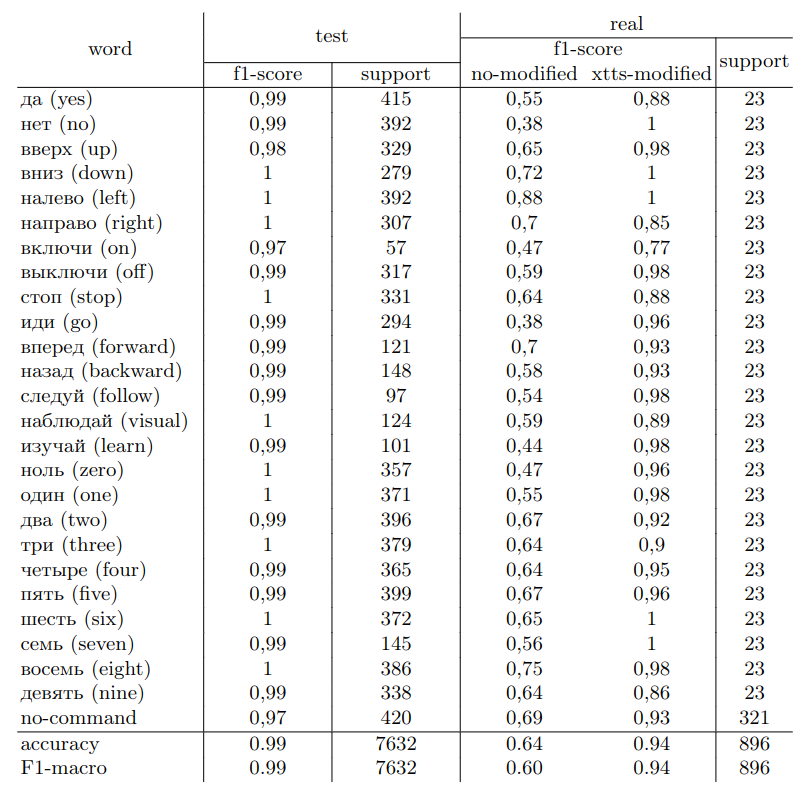 word test real
f1-score support f1-score support
no-modified xtts-modified
да (yes) 0,99 415 0,55 0,88 23
нет (no) 0,99 392 0,38 1 23
вверх (up) 0,98 329 0,65 0,98 23
вниз (down) 1 279 0,72 1 23
налево (left) 1 392 0,88 1 23
направо (right) 1 307 0,7 0,85 23
включи (on) 0,97 57 0,47 0,77 23
выключи (off) 0,99 317 0,59 0,98 23
стоп (stop) 1 331 0,64 0,88 23
иди (go) 0,99 294 0,38 0,96 23
вперед (forward) 0,99 121 0,7 0,93 23
назад (backward) 0,99 148 0,58 0,93 23
следуй (follow) 0,99 97 0,54 0,98 23
наблюдай (visual) 1 124 0,59 0,89 23
изучай (learn) 0,99 101 0,44 0,98 23
ноль (zero) 1 357 0,47 0,96 23
один (one) 1 371 0,55 0,98 23
два (two) 0,99 396 0,67 0,92 23
три (three) 1 379 0,64 0,9 23
четыре (four) 0,99 365 0,64 0,95 23
пять (five) 0,99 399 0,67 0,96 23
шесть (six) 1 372 0,65 1 23
семь (seven) 0,99 145 0,56 1 23
восемь (eight) 1 386 0,75 0,98 23
девять (nine) 0,99 338 0,64 0,86 23
no-command 0,97 420 0,69 0,93 321
accuracy 0.99 7632 0.64 0.94 896
F1-macro 0.99 7632 0.60 0.94 896